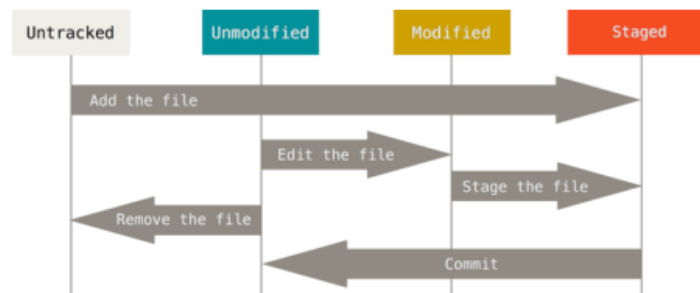 Untracked
Unmodified
Modified
Staged
Add the file
Edit the file
Stage the file
Remove the file
Commit